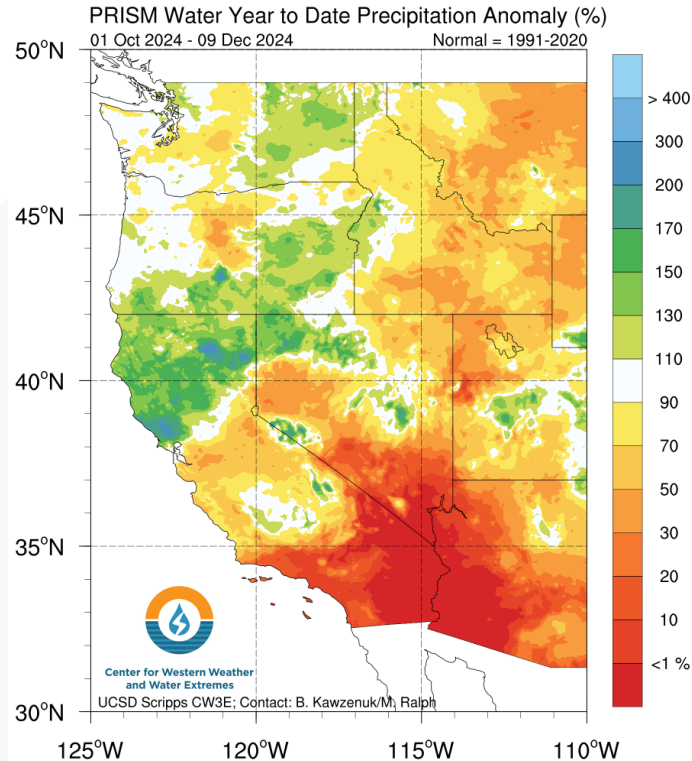 PRISM Water Year to Date Precipitation Anomaly (%)
01 Oct 2024 - 09 Dec 2024 Normal = 1991-2020
50°N
> 400
300
200
45°N
170
150
130
110
40°N
90
70
50
35°N
30
20
10
<1 %
Center for Western Weather
and Water Extremes
UCSD Scripps CW3E; Contact: B. Kawzenuk/M. Ralph
30°N
125°W 120°W 115°W 110°W